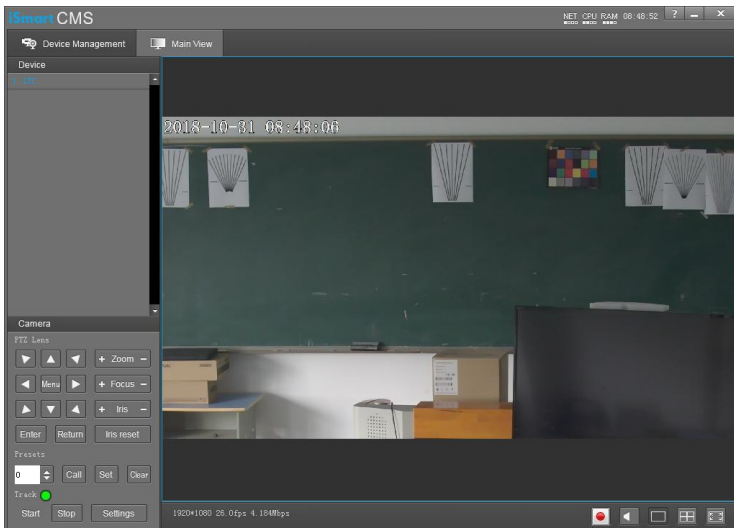 iSmart CMS
NET CPU RAM 08:48:52
Device Management
Main View
Device
2018-10-31 08:48:06
Camera
PTZ Lens
+ Zoom −
Menu
+ Focus −
+ Iris −
Enter
Return
Iris reset
Presets
0
Call
Set
Clear
Track
Start
Stop
Settings
1920*1080 26.0fps 4.184Mbps